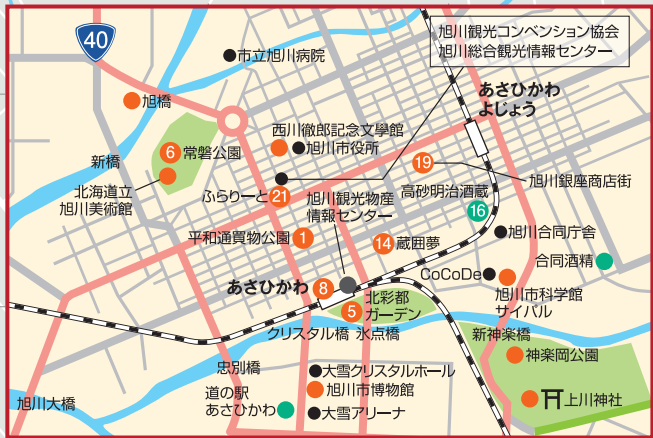 40
市立旭川病院
旭川観光コンベンション協会
旭川総合観光情報センター
あさひかわ
よじょう
旭橋
西川徹郎記念文學館
旭川市役所
6
常磐公園
新橋
19
旭川銀座商店街
北海道立
旭川美術館
ふらりーと
21
旭川観光物産
情報センター
高砂明治酒蔵
16
平和通買物公園
1
14
蔵囲夢
旭川合同庁舎
合同酒精
CoCoDe
あさひかわ
8
旭川市科学館
サイパル
5
北彩都
ガーデン
クリスタル橋
氷点橋
新神楽橋
神楽岡公園
忠別橋
大雪クリスタルホール
旭川市博物館
道の駅
あさひかわ
大雪アリーナ
上川神社
旭川大橋